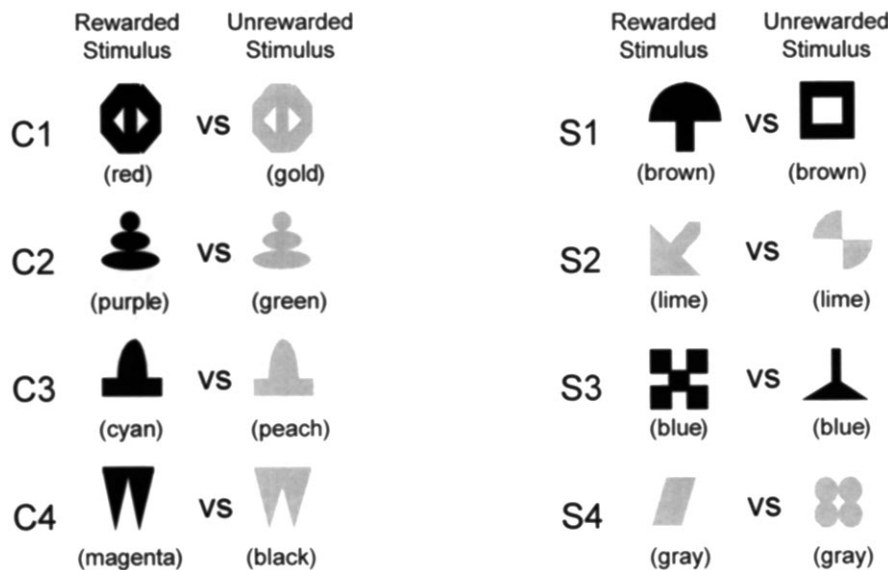 Rewarded Stimulus
Unrewarded Stimulus
C1 vs
(red) (gold)
C2 vs
(purple) (green)
C3 vs
(cyan) (peach)
C4 vs
(magenta) (black)
Rewarded Stimulus
Unrewarded Stimulus
S1 vs
(brown) (brown)
S2 vs
(lime) (lime)
S3 vs
(blue) (blue)
S4 vs
(gray) (gray)